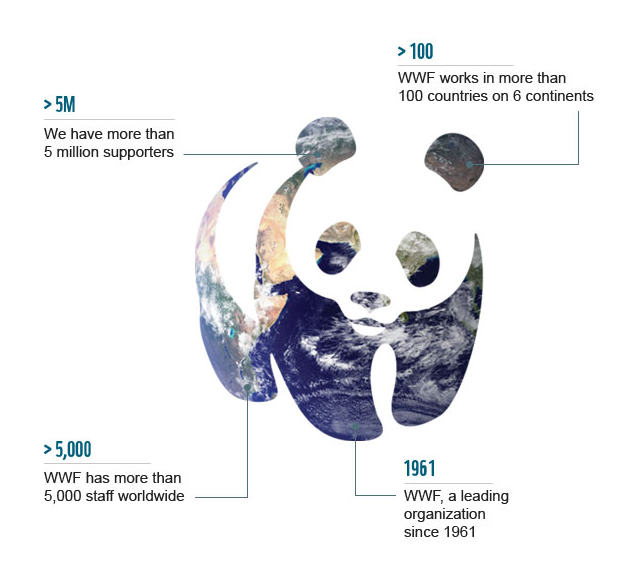 > 100
WWF works in more than
100 countries on 6 continents
> 5M
We have more than
5 million supporters
> 5,000
WWF has more than
5,000 staff worldwide
1961
WWF, a leading
organization
since 1961